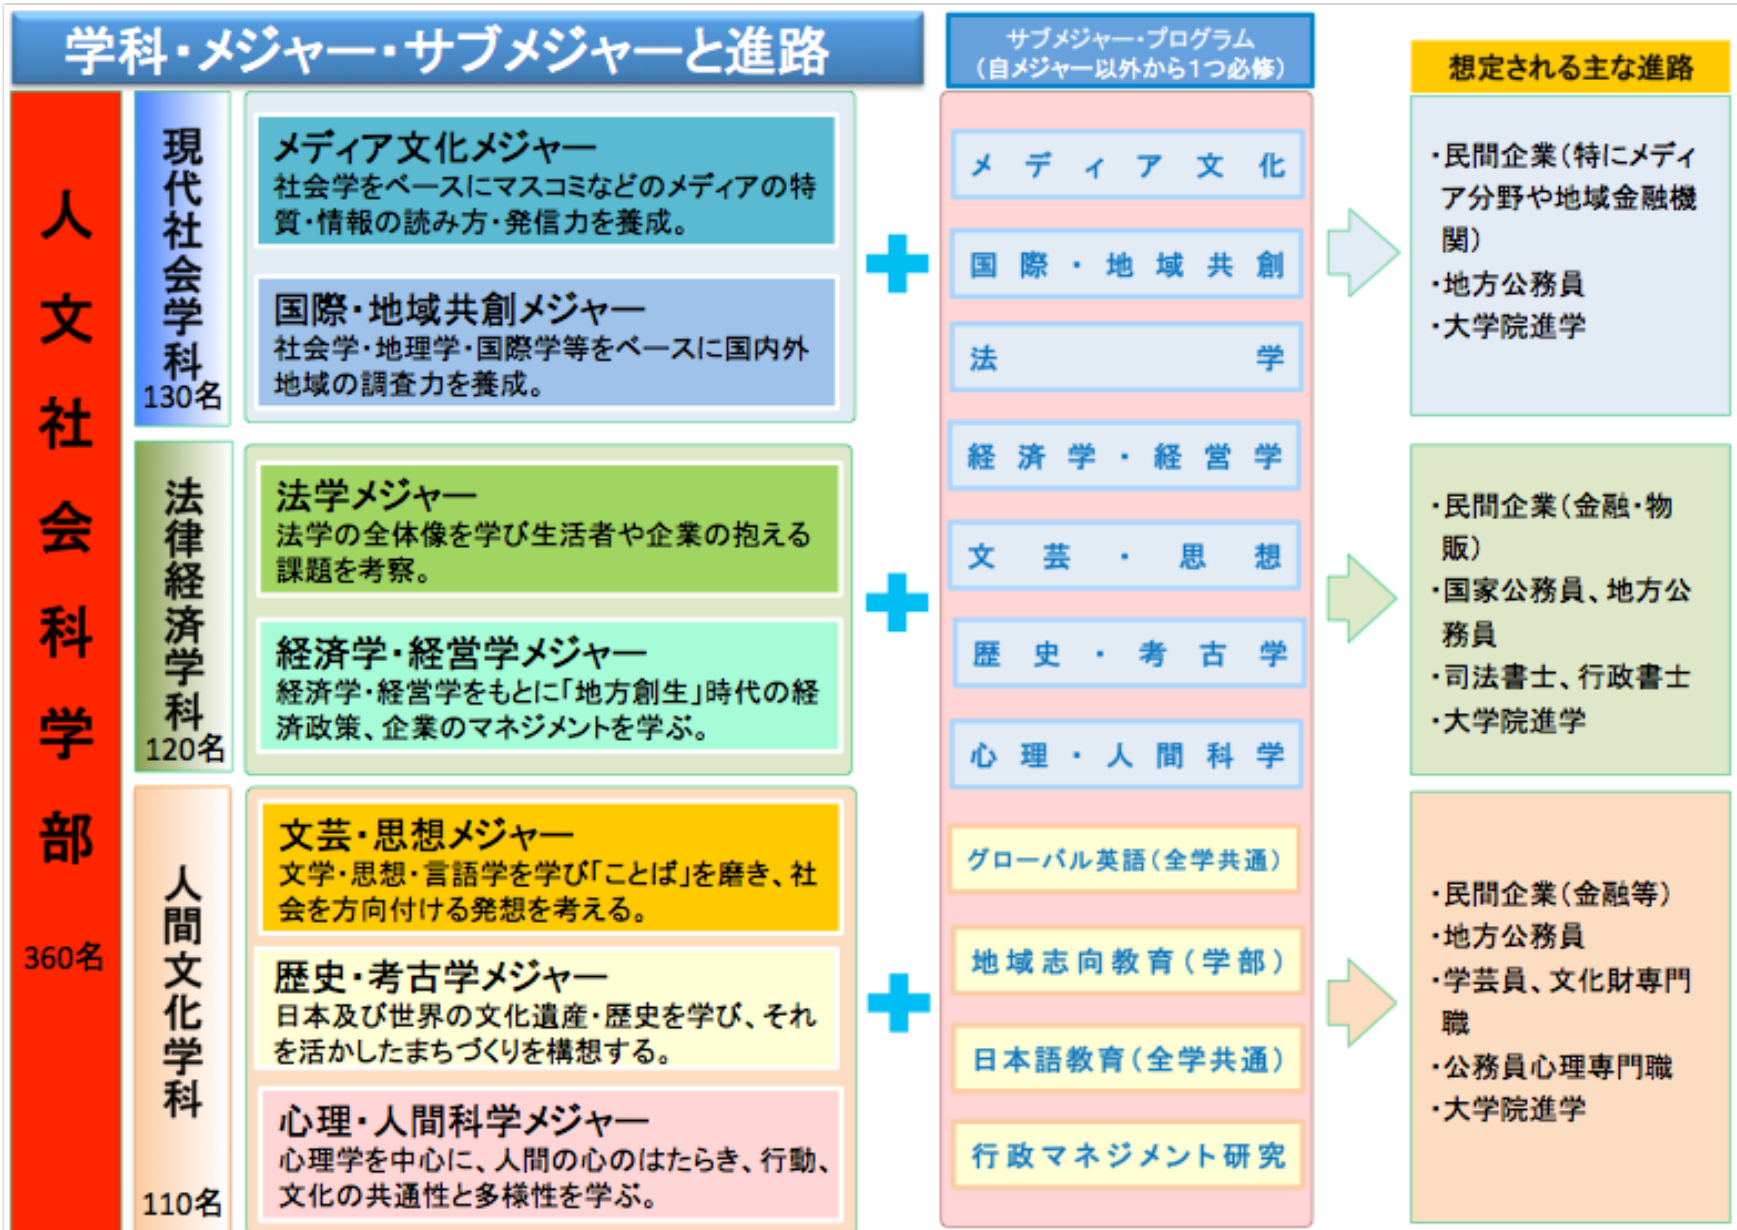 学科・メジャー・サブメジャーと進路
サブメジャー・プログラム
（自メジャー以外から１つ必修）
想定される主な進路
人文社会科学部
360名
現代社会学科
130名
メディア文化メジャー
社会学をベースにマスコミなどのメディアの特
質・情報の読み方・発信力を養成。
国際・地域共創メジャー
社会学・地理学・国際学等をベースに国内外
地域の調査力を養成。
法律経済学科
120名
法学メジャー
法学の全体像を学び生活者や企業の抱える
課題を考察。
経済学・経営学メジャー
経済学・経営学をもとに「地方創生」時代の経
済政策、企業のマネジメントを学ぶ。
人間文化学科
110名
文芸・思想メジャー
文学・思想・言語学を学び「ことば」を磨き、社
会を方向付ける発想を考える。
歴史・考古学メジャー
日本及び世界の文化遺産・歴史を学び、それ
を活かしたまちづくりを構想する。
心理・人間科学メジャー
心理学を中心に、人間の心のはたらき、行動、
文化の共通性と多様性を学ぶ。
メディア文化
国際・地域共創
法学
経済学・経営学
文芸・思想
歴史・考古学
心理・人間科学
グローバル英語（全学共通）
地域志向教育（学部）
日本語教育（全学共通）
行政マネジメント研究
・民間企業（特にメディ
ア分野や地域金融機
関）
・地方公務員
・大学院進学
・民間企業（金融・物
販）
・国家公務員、地方公
務員
・司法書士、行政書士
・大学院進学
・民間企業（金融等）
・地方公務員
・学芸員、文化財専門
職
・公務員心理専門職
・大学院進学